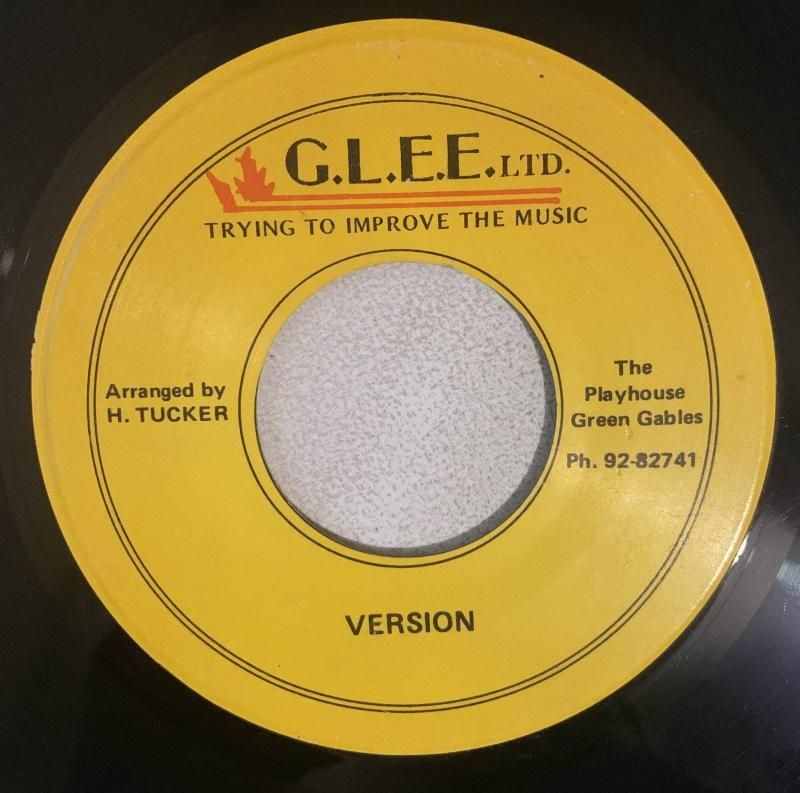 G.L.E.E. LTD.
TRYING TO IMPROVE THE MUSIC
Arranged by
H. TUCKER
The
Playhouse
Green Gables
Ph. 92-82741
VERSION